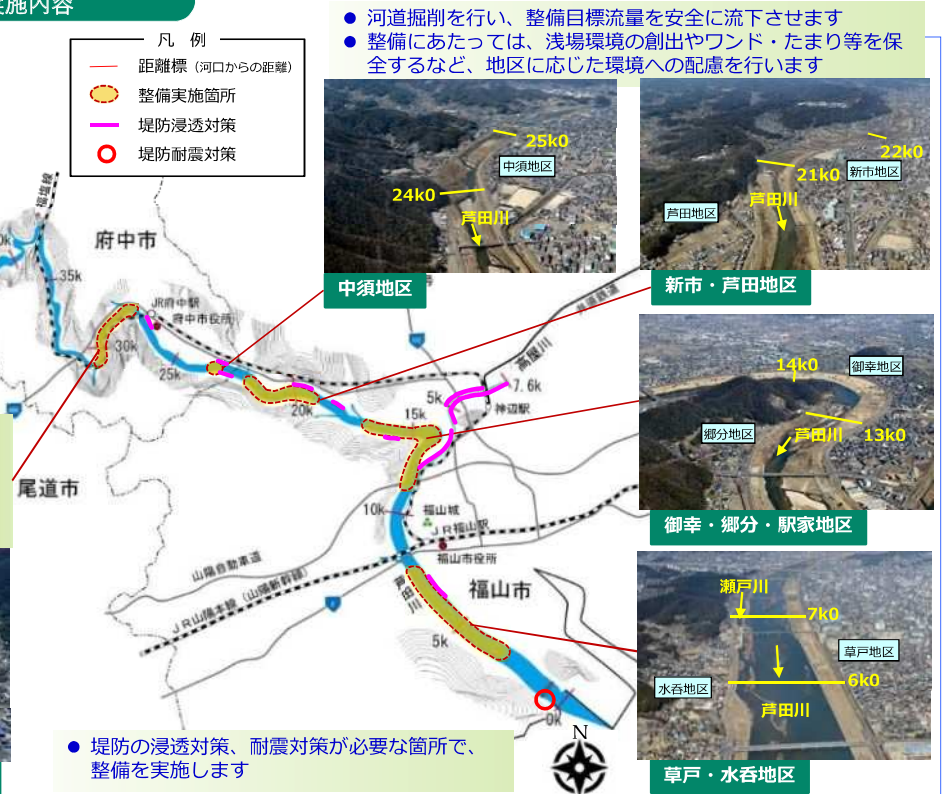 実施内容
● 河道掘削を行い、整備目標流量を安全に流下させます
● 整備にあたっては、浅場環境の創出やワンド・たまり等を保
全するなど、地区に応じた環境への配慮を行います
凡 例
距離標（河口からの距離）
整備実施箇所
堤防浸透対策
堤防耐震対策
25k0
中須地区
24k0
芦田川
中須地区
22k0
21k0
新市地区
芦田川
芦田地区
新市・芦田地区
14k0
御幸地区
郷分地区
芦田川
13k0
御幸・郷分・駅家地区
瀬戸川
7k0
草戸地区
6k0
水呑地区
芦田川
草戸・水呑地区
福塩線
府中市
35k
JR府中駅
府中市役所
30k
25k
20k
15k
5k
高屋川
7.6k
神辺駅
井原鉄道
尾道市
10k
福山城
JR福山駅
福山市役所
山陽自動車道
JR山陽本線（山陽新幹線）
芦田川
福山市
5k
0k
N
● 堤防の浸透対策、耐震対策が必要な箇所で、
整備を実施します